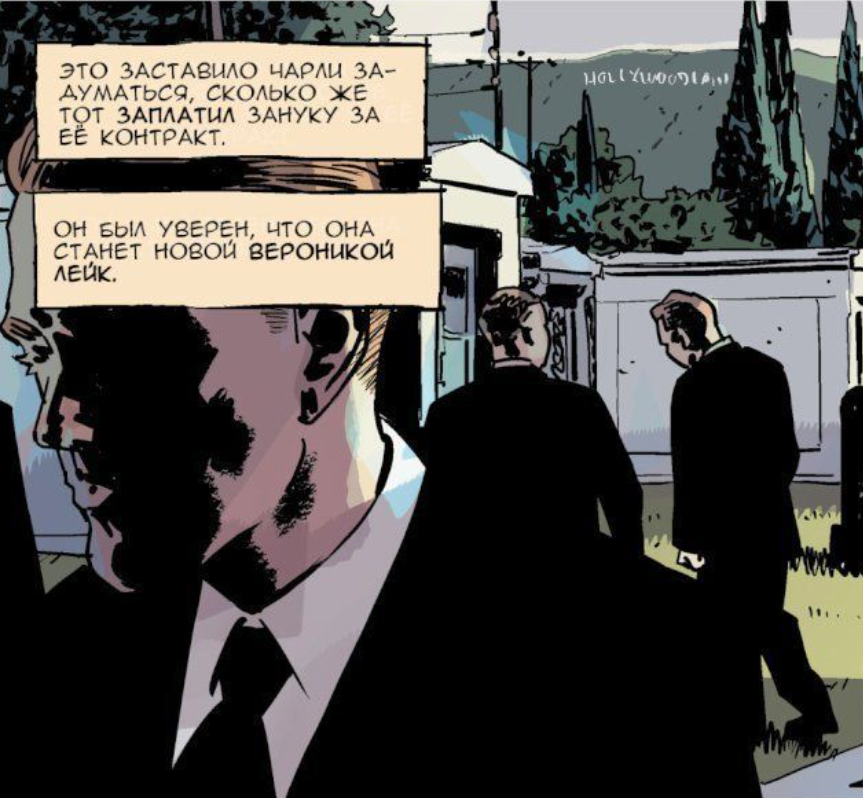 ЭТО ЗАСТАВИЛО ЧАРЛИ ЗА-
ДУМАТЬСЯ, СКОЛЬКО ЖЕ
ТОТ ЗАПЛАТИЛ ЗАНУКУ ЗА
ЕЁ КОНТРАКТ.
ОН БЫЛ УВЕРЕН, ЧТО ОНА
СТАНЕТ НОВОЙ ВЕРОНИКОЙ
ЛЕЙК.
HOLLYWOODLAND